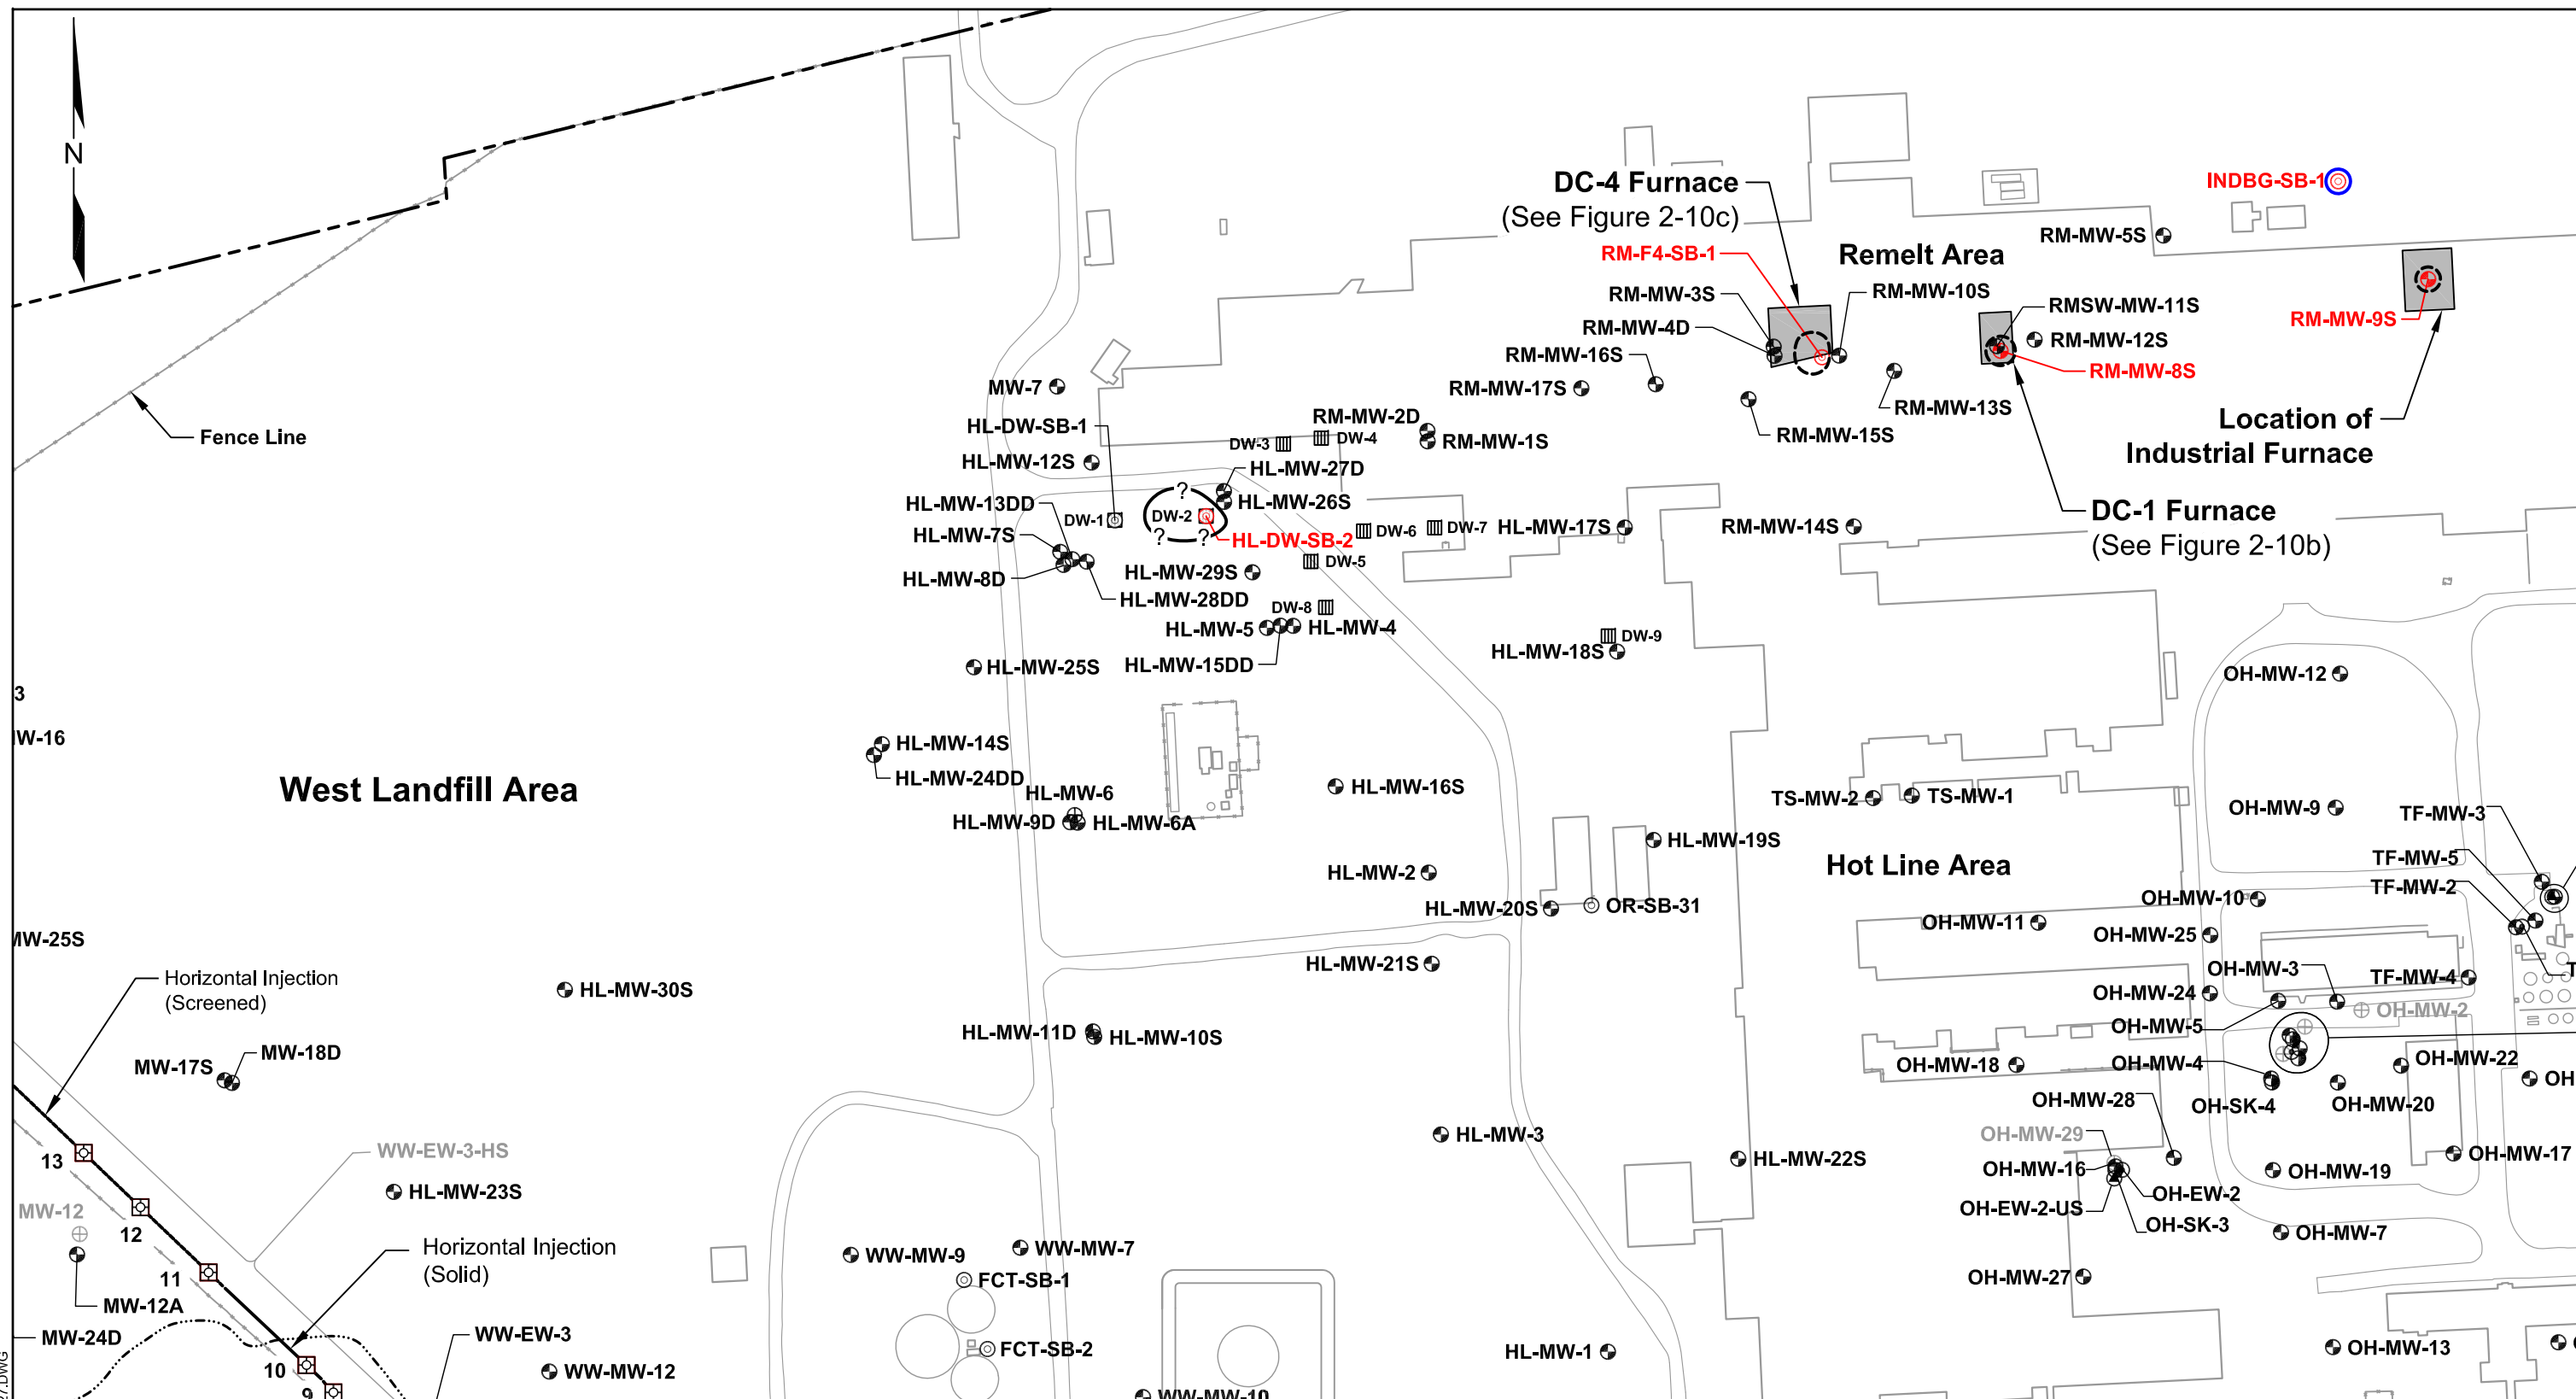 N
DC-4 Furnace
(See Figure 2-10c)
INDBG-SB-1
RM-F4-SB-1
Remelt Area
RM-MW-5S
RM-MW-3S
RM-MW-10S
RMSW-MW-11S
RM-MW-4D
RM-MW-9S
RM-MW-16S
RM-MW-12S
RM-MW-8S
MW-7
RM-MW-17S
RM-MW-13S
RM-MW-2D
HL-DW-SB-1
Location of
Industrial Furnace
Fence Line
DW-3
DW-4
RM-MW-1S
RM-MW-15S
HL-MW-12S
HL-MW-27D
?
HL-MW-13DD
HL-MW-26S
DW-1
DW-2
DC-1 Furnace
(See Figure 2-10b)
HL-MW-7S
?
?
HL-DW-SB-2
DW-6
DW-7
HL-MW-17S
RM-MW-14S
HL-MW-8D
HL-MW-29S
DW-5
HL-MW-28DD
DW-8
HL-MW-5
HL-MW-4
DW-9
HL-MW-18S
HL-MW-25S
HL-MW-15DD
OH-MW-12
3
W-16
HL-MW-14S
HL-MW-24DD
West Landfill Area
HL-MW-6
HL-MW-16S
TS-MW-2
TS-MW-1
OH-MW-9
TF-MW-3
HL-MW-9D
HL-MW-6A
HL-MW-19S
TF-MW-5
Hot Line Area
HL-MW-2
TF-MW-2
OH-MW-10
HL-MW-20S
OR-SB-31
OH-MW-11
OH-MW-25
MW-25S
HL-MW-21S
OH-MW-3
TF-MW-4
T
Horizontal Injection
(Screened)
HL-MW-30S
OH-MW-24
OH-MW-2
OH-MW-5
HL-MW-11D
HL-MW-10S
MW-18D
MW-17S
OH-MW-18
OH-MW-4
OH-MW-22
OH
OH-MW-28
OH-SK-4
OH-MW-20
HL-MW-3
OH-MW-29
WW-EW-3-HS
13
HL-MW-22S
OH-MW-16
OH-MW-19
OH-MW-17
HL-MW-23S
OH-EW-2
MW-12
12
OH-EW-2-US
OH-SK-3
OH-MW-7
Horizontal Injection
(Solid)
WW-MW-9
WW-MW-7
11
FCT-SB-1
OH-MW-27
MW-12A
WW-EW-3
MW-24D
FCT-SB-2
HL-MW-1
OH-MW-13
10
WW-MW-12
9
WW-MW-10
7.DWG